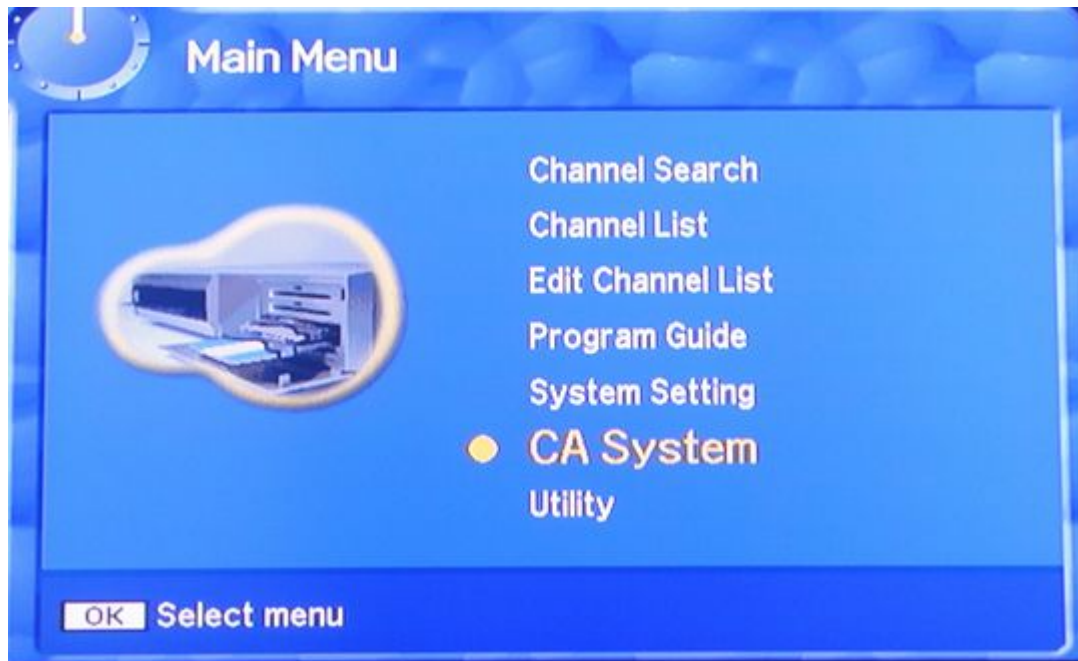 Main Menu
Channel Search
Channel List
Edit Channel List
Program Guide
System Setting
CA System
Utility
OK Select menu